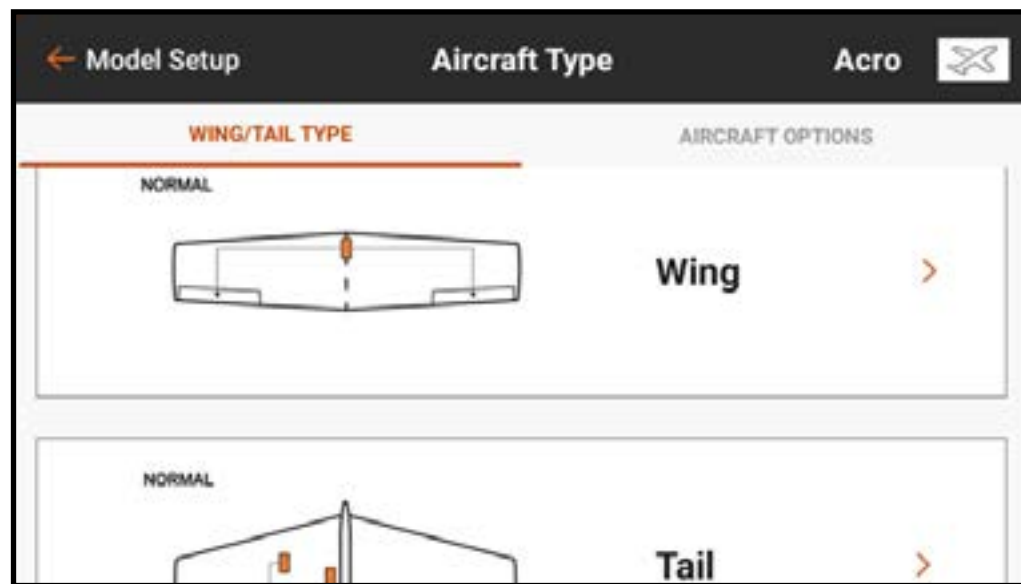 ← Model Setup Aircraft Type Acro
WING/TAIL TYPE AIRCRAFT OPTIONS
NORMAL
Wing >
NORMAL
Tail >